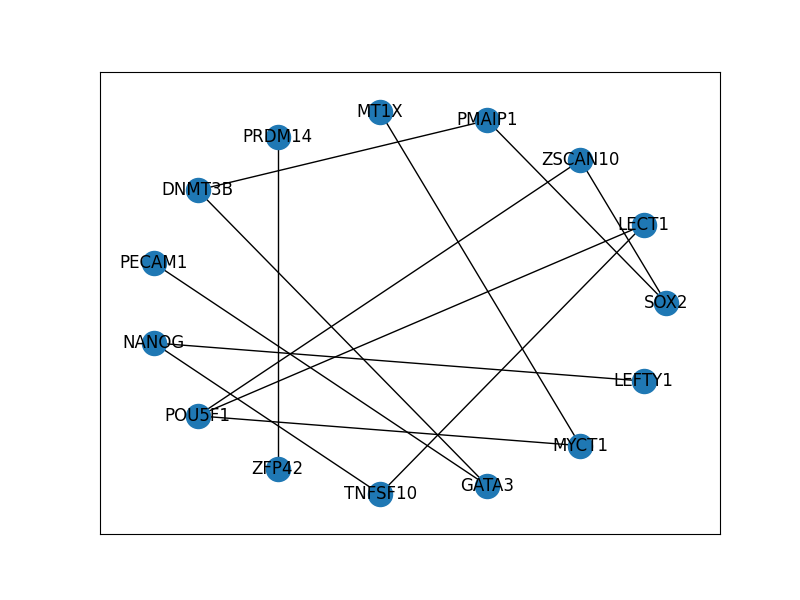 MT1X
PMAIP1
PRDM14
ZSCAN10
DNMT3B
LECT1
PECAM1
SOX2
NANOG
LEFTY1
POU5F1
MYCT1
ZFP42
GATA3
TNFSF10